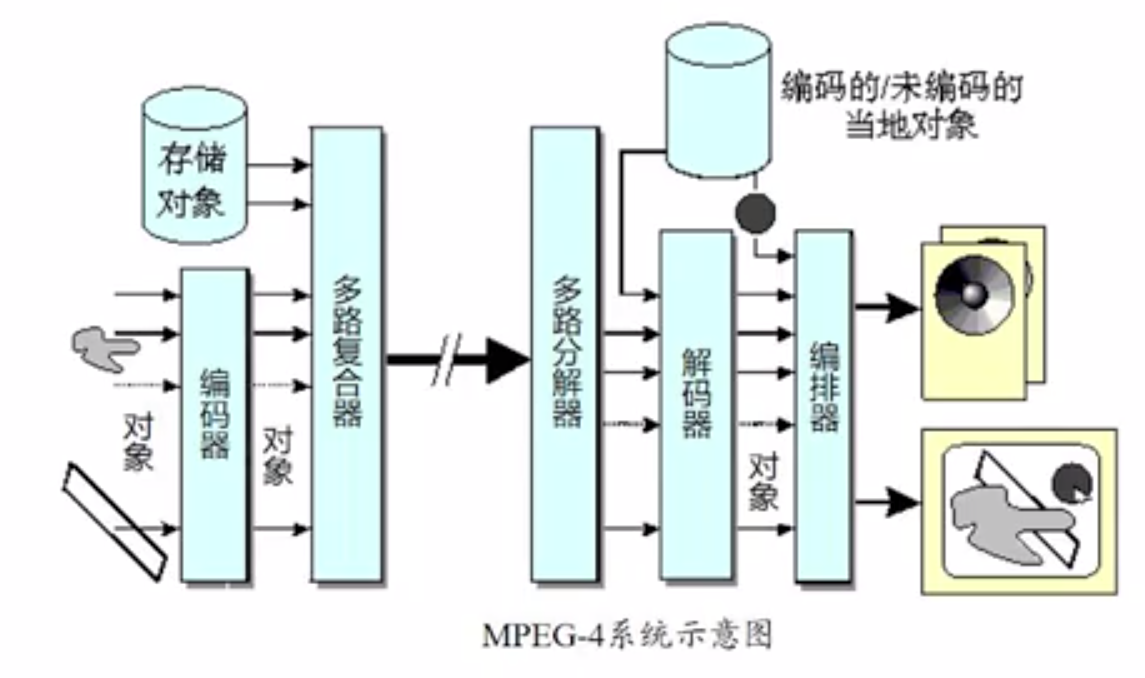 编码的/未编码的
当地对象
存储
对象
编码器
对象
对象
多路复合器
多路分解器
解码器
对象
编排器
MPEG-4系统示意图